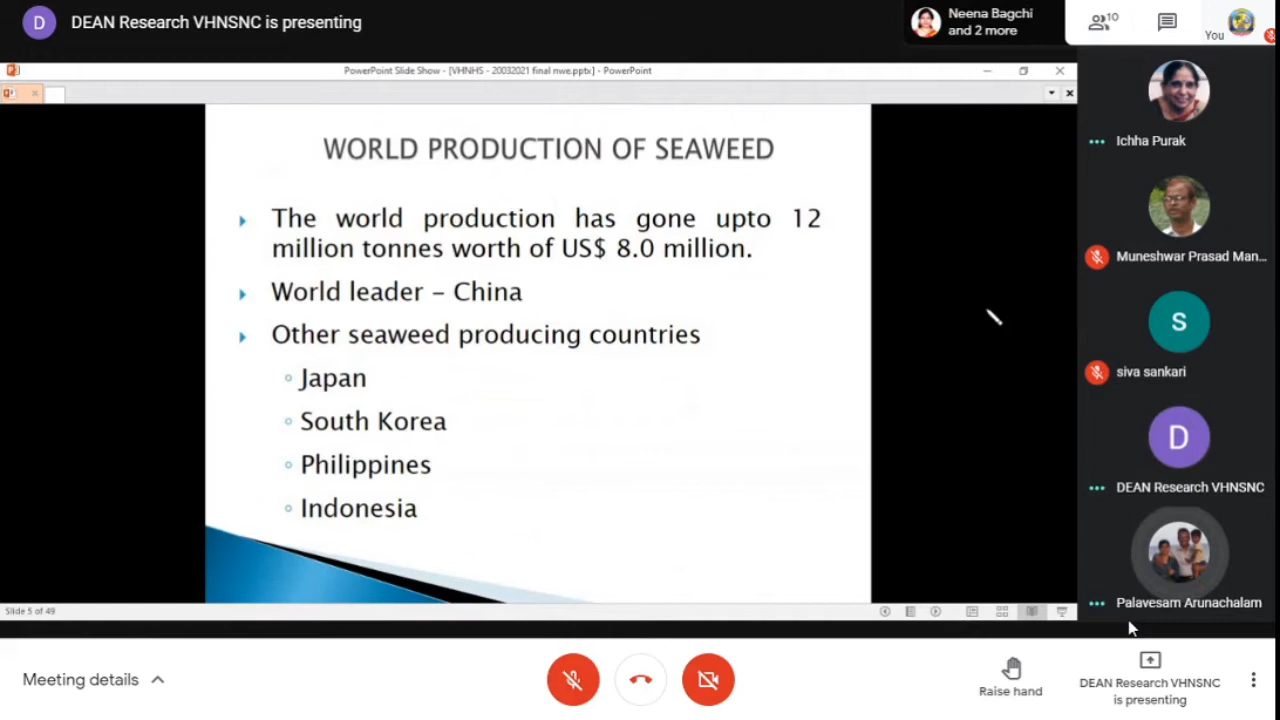 D
DEAN Research VHNSNC is presenting
Neena Bagchi
and 2 more
10
You
PowerPoint Slide Show - [VHNHS - 20032021 final nwe.pptx] - PowerPoint
WORLD PRODUCTION OF SEAWEED
The world production has gone upto 12
million tonnes worth of US$ 8.0 million.
World leader – China
Other seaweed producing countries
Japan
South Korea
Philippines
Indonesia
Slide 5 of 49
Ichha Purak
Muneshwar Prasad Man...
S
siva sankari
D
DEAN Research VHNSNC
Palavesam Arunachalam
Meeting details
Raise hand
DEAN Research VHNSNC
is presenting